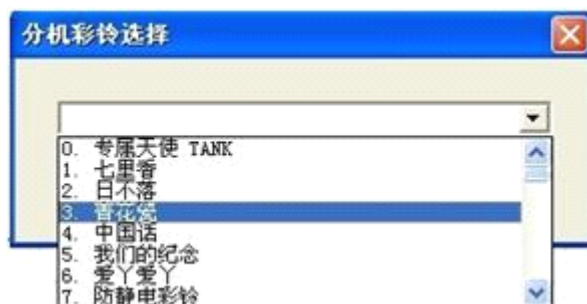 分机彩铃选择
0. 专属天使 TANK
1. 七里香
2. 日不落
3. 青花瓷
4. 中国话
5. 我们的纪念
6. 爱丫爱丫
7. 防静电彩铃